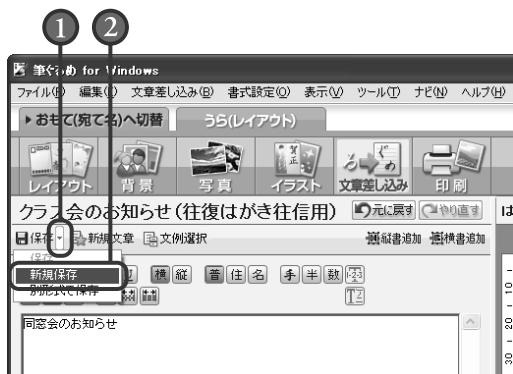 1 2
筆ぐるめ for Windows
ファイル(F) 編集(E) 文章差し込み(B) 書式設定(O) 表示(V) ツール(T) ナビ(N) ヘルプ(H)
おもて(宛て名)へ切替 うら(レイアウト)
レイアウト 背景 写真 イラスト 文章差し込み 印刷
クラス会のお知らせ(往復はがき往信用) 元に戻す やり直す は
保存 新規文章 文例選択 縦書追加 横書追加
保存
新規保存 横 縦 普 住 名 手 半 数
別形式で保存
同窓会のお知らせ
10
20
30